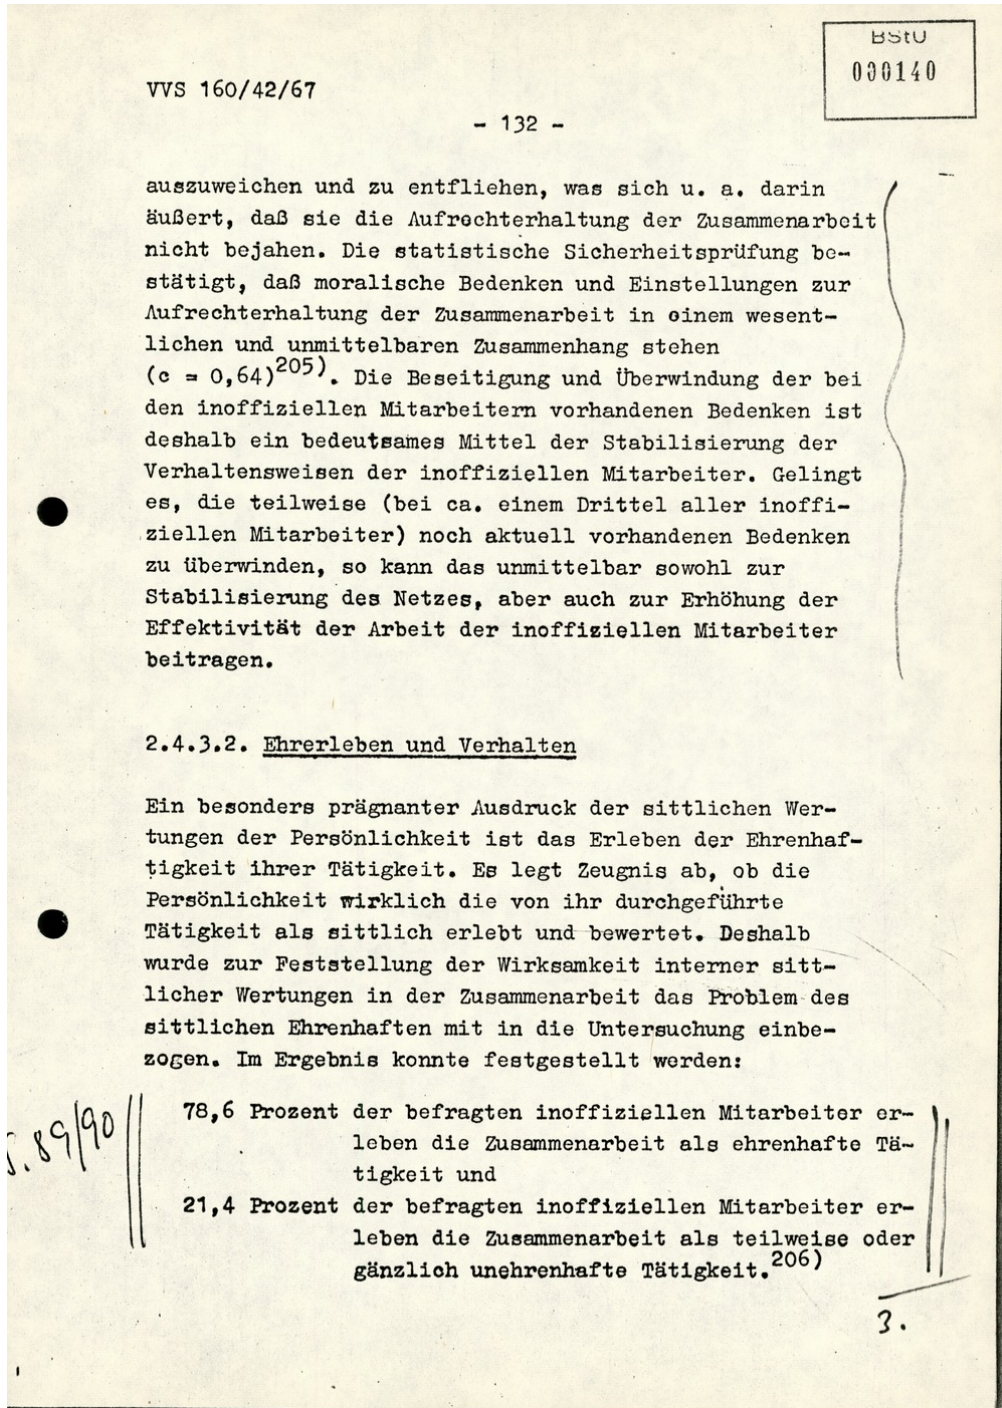 BStU
000140
VVS 160/42/67
- 132 -
auszuweichen und zu entfliehen, was sich u. a. darin
äußert, daß sie die Aufrechterhaltung der Zusammenarbeit
nicht bejahen. Die statistische Sicherheitsprüfung be-
stätigt, daß moralische Bedenken und Einstellungen zur
Aufrechterhaltung der Zusammenarbeit in einem wesent-
lichen und unmittelbaren Zusammenhang stehen
(c = 0,64)205). Die Beseitigung und Überwindung der bei
den inoffiziellen Mitarbeitern vorhandenen Bedenken ist
deshalb ein bedeutsames Mittel der Stabilisierung der
Verhaltensweisen der inoffiziellen Mitarbeiter. Gelingt
es, die teilweise (bei ca. einem Drittel aller inoffi-
ziellen Mitarbeiter) noch aktuell vorhandenen Bedenken
zu überwinden, so kann das unmittelbar sowohl zur
Stabilisierung des Netzes, aber auch zur Erhöhung der
Effektivität der Arbeit der inoffiziellen Mitarbeiter
beitragen.
2.4.3.2. Ehrerleben und Verhalten
Ein besonders prägnanter Ausdruck der sittlichen Wer-
tungen der Persönlichkeit ist das Erleben der Ehrenhaf-
tigkeit ihrer Tätigkeit. Es legt Zeugnis ab, ob die
Persönlichkeit wirklich die von ihr durchgeführte
Tätigkeit als sittlich erlebt und bewertet. Deshalb
wurde zur Feststellung der Wirksamkeit interner sitt-
licher Wertungen in der Zusammenarbeit das Problem des
sittlichen Ehrenhaften mit in die Untersuchung einbe-
zogen. Im Ergebnis konnte festgestellt werden:
S. 89/90
78,6 Prozent der befragten inoffiziellen Mitarbeiter er-
leben die Zusammenarbeit als ehrenhafte Tä-
tigkeit und
21,4 Prozent der befragten inoffiziellen Mitarbeiter er-
leben die Zusammenarbeit als teilweise oder
gänzlich unehrenhafte Tätigkeit.206)
3.